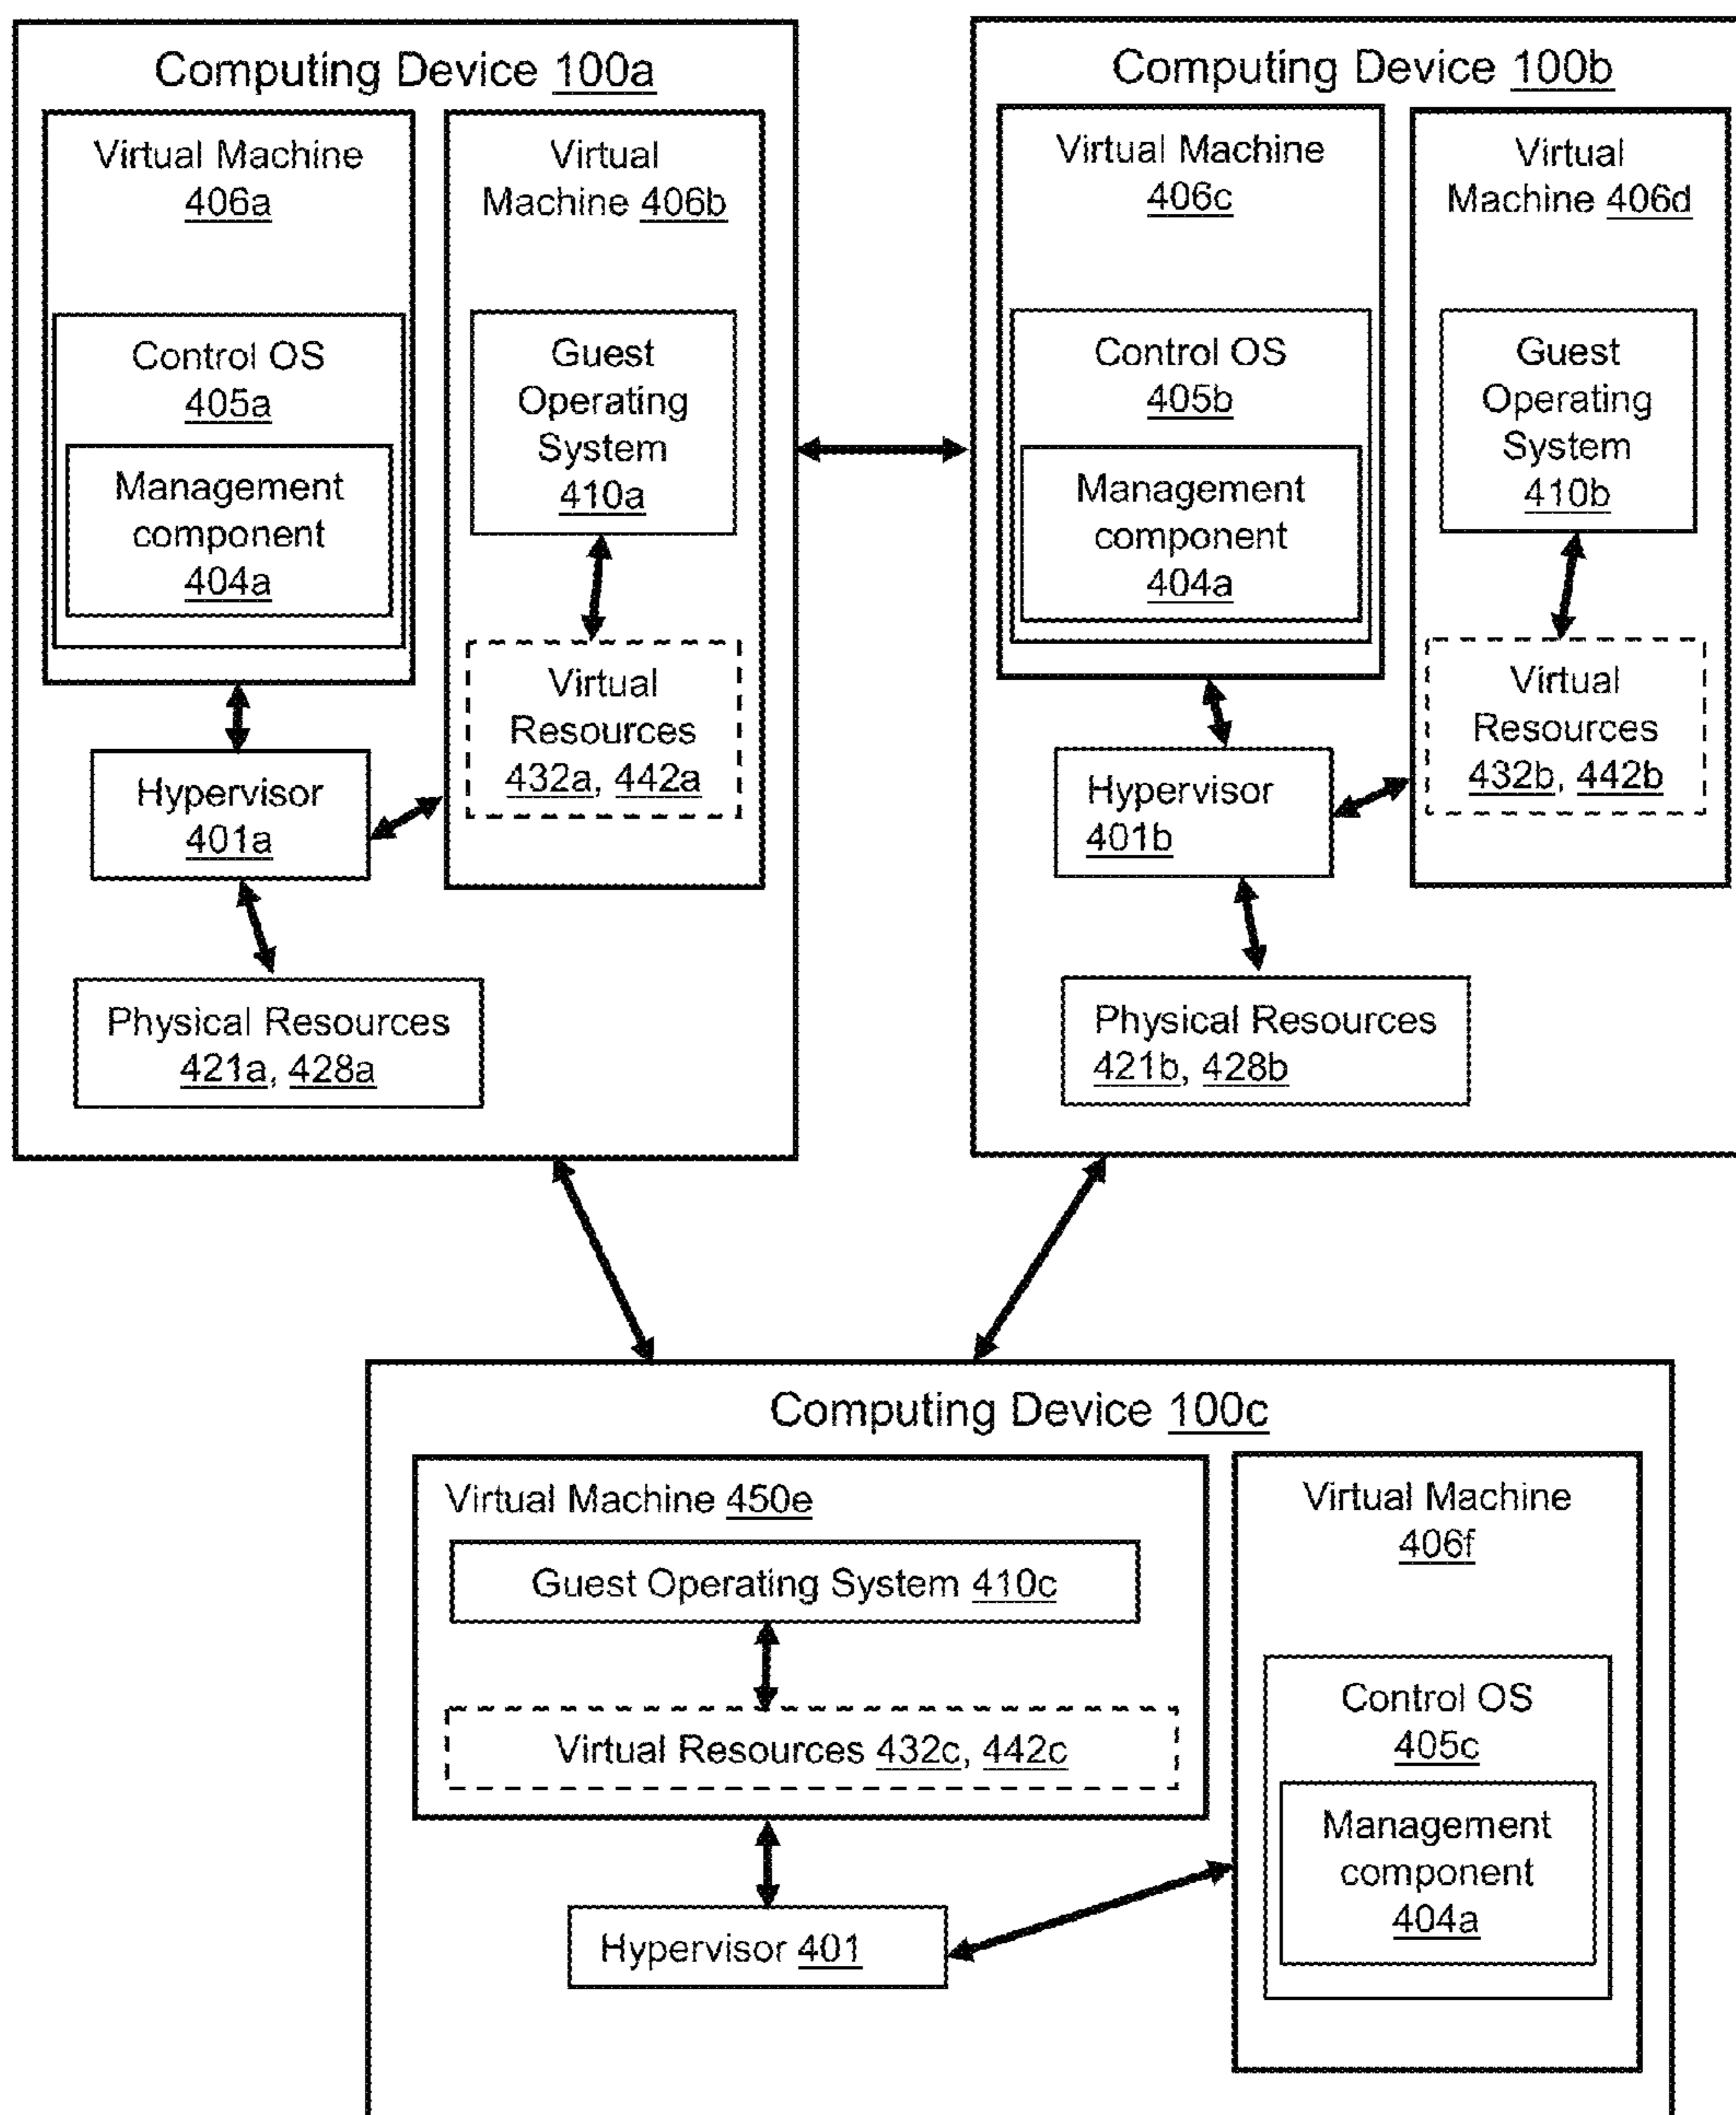 Computing Device 100a
Virtual Machine
406a
Control OS
405a
Management
component
404a
Virtual
Machine 406b
Guest
Operating
System
410a
Virtual
Resources
432a, 442a
Hypervisor
401a
Physical Resources
421a, 428a
Computing Device 100b
Virtual Machine
406c
Control OS
405b
Management
component
404a
Virtual
Machine 406d
Guest
Operating
System
410b
Virtual
Resources
432b, 442b
Hypervisor
401b
Physical Resources
421b, 428b
Computing Device 100c
Virtual Machine 450e
Guest Operating System 410c
Virtual Resources 432c, 442c
Hypervisor 401
Virtual Machine
406f
Control OS
405c
Management
component
404a